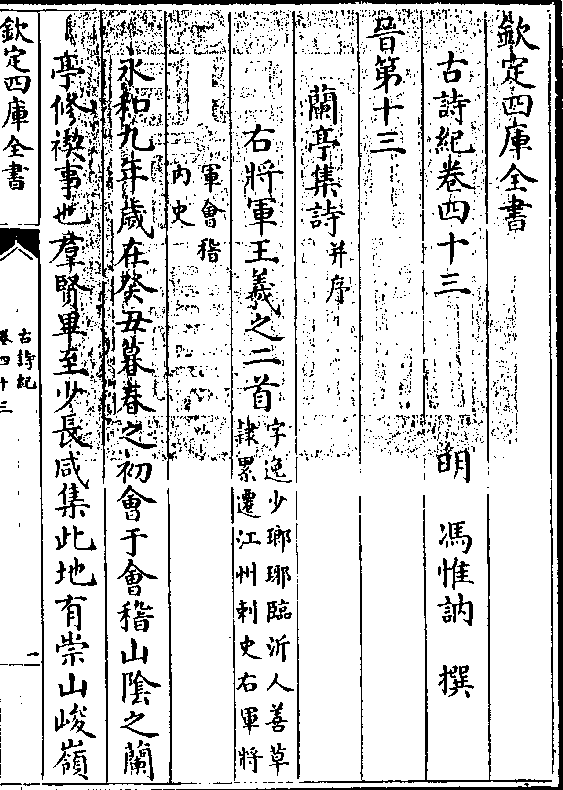 欽定四庫全書
古詩紀卷四十三　　明　馮惟訥　撰
晉第十三
蘭亭集詩并序
右將軍王羲之二首字逸少瑯琊臨沂人善草
隸累遷江州刺史右軍將
軍會稽
內史
永和九年歲在癸丑暮春之初會于會稽山陰之蘭
亭修禊事也羣賢畢至少長咸集此地有崇山峻嶺
欽定四庫全書
古詩紀
卷四十三
一